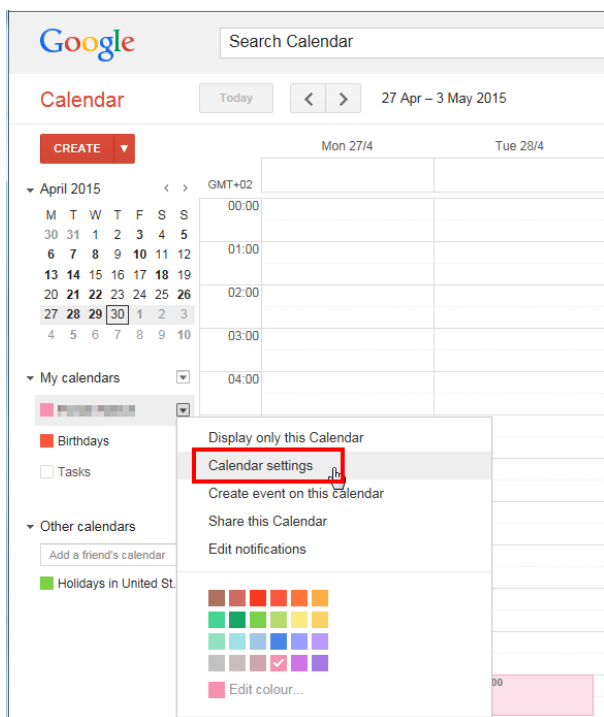 Google
Search Calendar
Calendar
Today
27 Apr – 3 May 2015
CREATE
Mon 27/4
Tue 28/4
April 2015
GMT+02
M T W T F S S
30 31 1 2 3 4 5
6 7 8 9 10 11 12
13 14 15 16 17 18 19
20 21 22 23 24 25 26
27 28 29 30 1 2 3
4 5 6 7 8 9 10
00:00
01:00
02:00
03:00
04:00
My calendars
Birthdays
Tasks
Other calendars
Add a friend's calendar
Holidays in United St.
Display only this Calendar
Calendar settings
Create event on this calendar
Share this Calendar
Edit notifications
Edit colour...
00